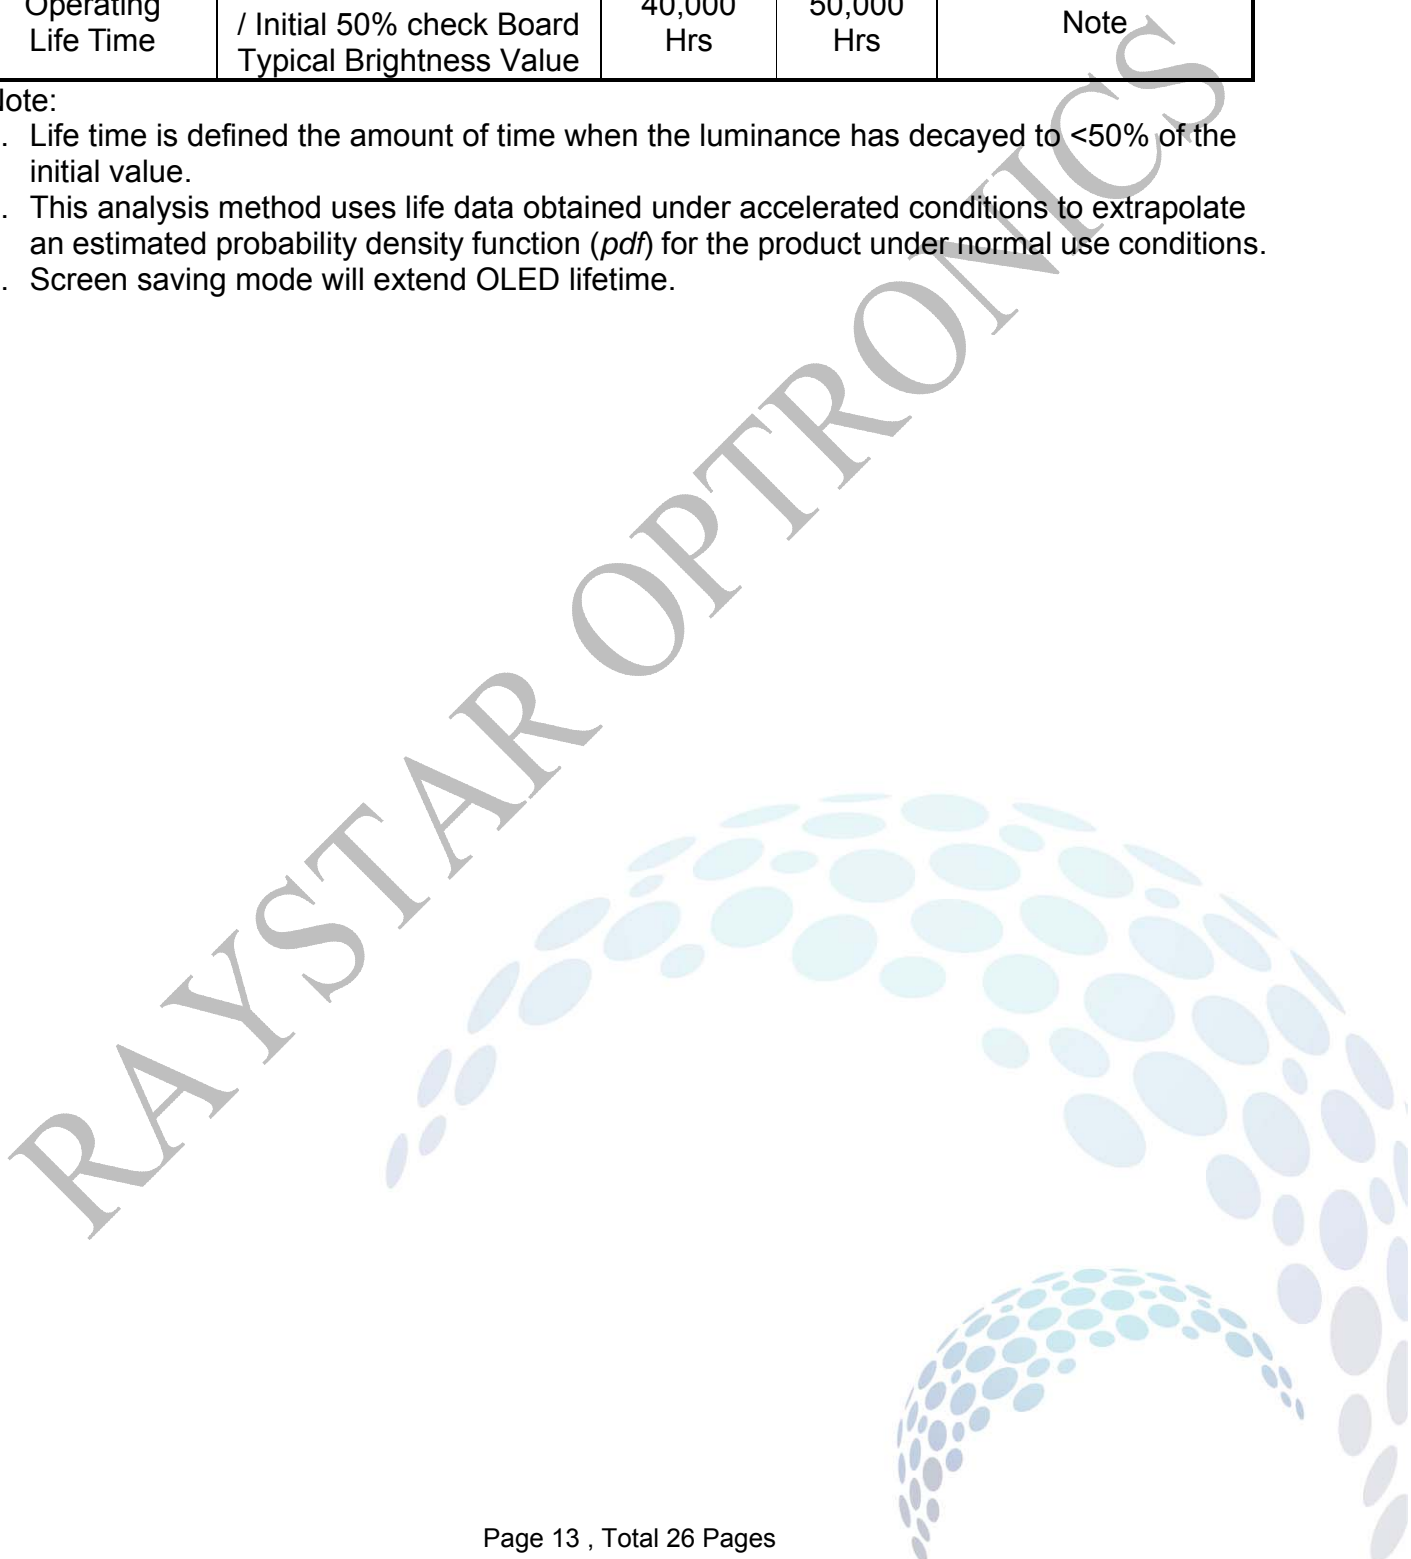 Operating
Life Time
/ Initial 50% check Board
Typical Brightness Value
40,000
Hrs
50,000
Hrs
Note
Note:
. Life time is defined the amount of time when the luminance has decayed to <50% of the
initial value.
. This analysis method uses life data obtained under accelerated conditions to extrapolate
an estimated probability density function (pdf) for the product under normal use conditions.
. Screen saving mode will extend OLED lifetime.
RAYSTAR OPTRONICS
Page 13 , Total 26 Pages